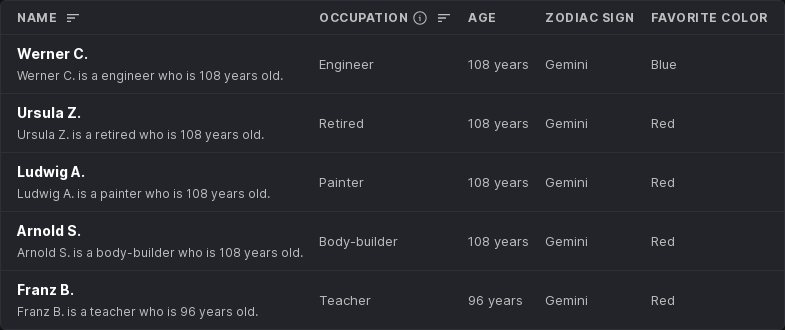 NAME OCCUPATION AGE ZODIAC SIGN FAVORITE COLOR
Werner C.
Werner C. is a engineer who is 108 years old.
Engineer 108 years Gemini Blue
Ursula Z.
Ursula Z. is a retired who is 108 years old.
Retired 108 years Gemini Red
Ludwig A.
Ludwig A. is a painter who is 108 years old.
Painter 108 years Gemini Red
Arnold S.
Arnold S. is a body-builder who is 108 years old.
Body-builder 108 years Gemini Red
Franz B.
Franz B. is a teacher who is 96 years old.
Teacher 96 years Gemini Red